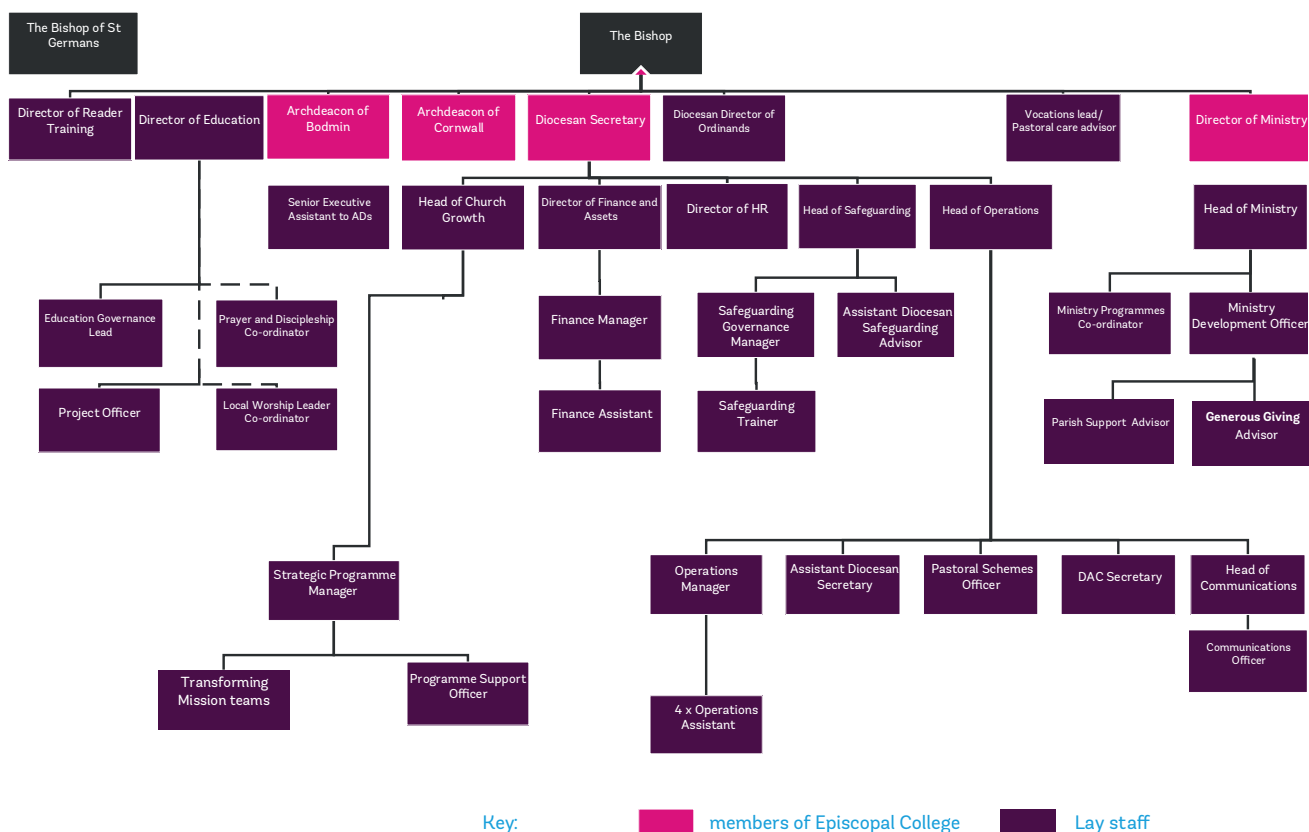 The Bishop of St
Germans
The Bishop
Director of Reader
Training
Director of Education
Archdeacon of
Bodmin
Archdeacon of
Cornwall
Diocesan Secretary
Diocesan Director of
Ordinands
Vocations lead/
Pastoral care advisor
Director of Ministry
Senior Executive
Assistant to ADs
Head of Church
Growth
Director of Finance and
Assets
Director of HR
Head of Safeguarding
Head of Operations
Head of Ministry
Education Governance
Lead
Prayer and Discipleship
Co-ordinator
Finance Manager
Safeguarding
Governance
Manager
Assistant Diocesan
Safeguarding
Advisor
Ministry Programmes
Co-ordinator
Ministry
Development Officer
Project Officer
Local Worship Leader
Co-ordinator
Finance Assistant
Safeguarding
Trainer
Parish Support Advisor
Generous Giving
Advisor
Strategic Programme
Manager
Operations
Manager
Assistant Diocesan
Secretary
Pastoral Schemes
Officer
DAC Secretary
Head of
Communications
Communications
Officer
Transforming
Mission teams
Programme Support
Officer
4 x Operations
Assistant
Key:
members of Episcopal College
Lay staff